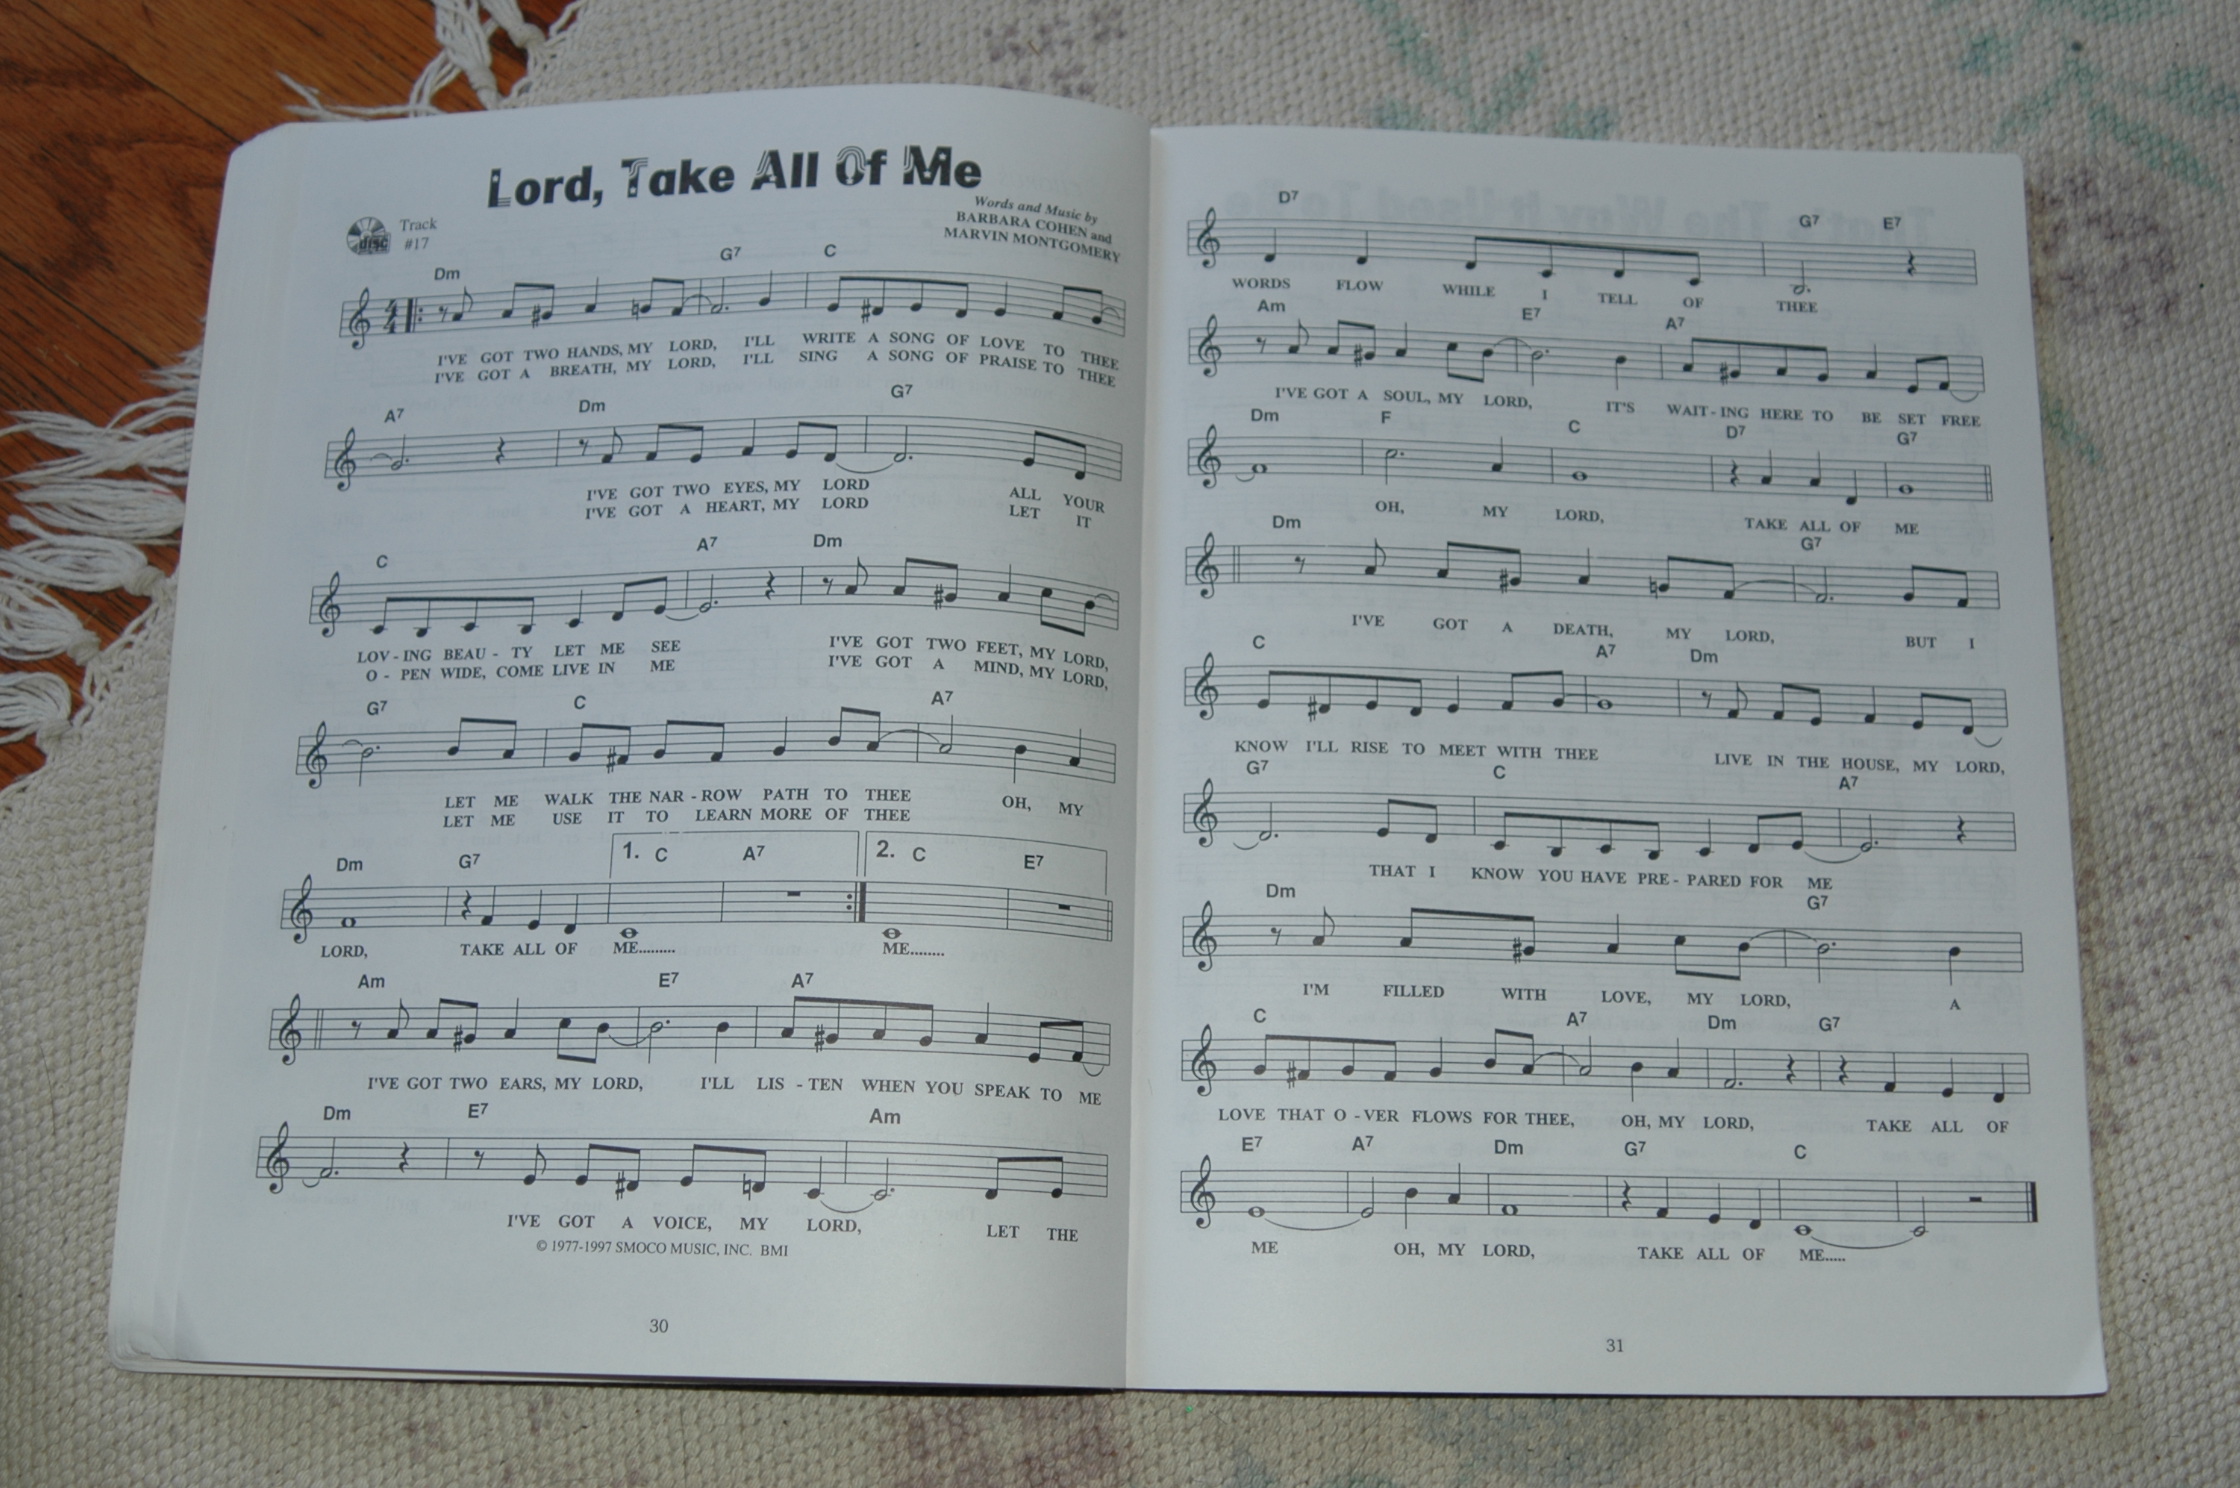 Lord, Take All Of Me
Track
#17
disc
Words and Music by
BARBARA COHEN and
MARVIN MONTGOMERY
Dm G7 C
I'VE GOT TWO HANDS, MY LORD, I'LL WRITE A SONG OF LOVE TO THEE
I'VE GOT A BREATH, MY LORD, I'LL SING A SONG OF PRAISE TO THEE
A7 Dm G7
I'VE GOT TWO EYES, MY LORD ALL YOUR
I'VE GOT A HEART, MY LORD LET IT
C A7 Dm
LOV - ING BEAU - TY LET ME SEE I'VE GOT TWO FEET, MY LORD,
O - PEN WIDE, COME LIVE IN ME I'VE GOT A MIND, MY LORD,
G7 C A7
LET ME WALK THE NAR - ROW PATH TO THEE OH, MY
LET ME USE IT TO LEARN MORE OF THEE
Dm G7 1. C A7 2. C E7
LORD, TAKE ALL OF ME.......... ME.........
Am E7 A7
I'VE GOT TWO EARS, MY LORD, I'LL LIS - TEN WHEN YOU SPEAK TO ME
Dm E7 Am
I'VE GOT A VOICE, MY LORD, LET THE
© 1977-1997 SMOCO MUSIC, INC. BMI
30
D7 G7 E7
WORDS FLOW WHILE I TELL OF THEE
Am E7 A7
I'VE GOT A SOUL, MY LORD, IT'S WAIT - ING HERE TO BE SET FREE
Dm F C D7 G7
OH, MY LORD, TAKE ALL OF ME
Dm G7
I'VE GOT A DEATH, MY LORD, BUT I
C A7 Dm
KNOW I'LL RISE TO MEET WITH THEE LIVE IN THE HOUSE, MY LORD,
G7 C A7
THAT I KNOW YOU HAVE PRE - PARED FOR ME
Dm G7
I'M FILLED WITH LOVE, MY LORD, A
C A7 Dm G7
LOVE THAT O - VER FLOWS FOR THEE, OH, MY LORD, TAKE ALL OF
E7 A7 Dm G7 C
ME OH, MY LORD, TAKE ALL OF ME......
31